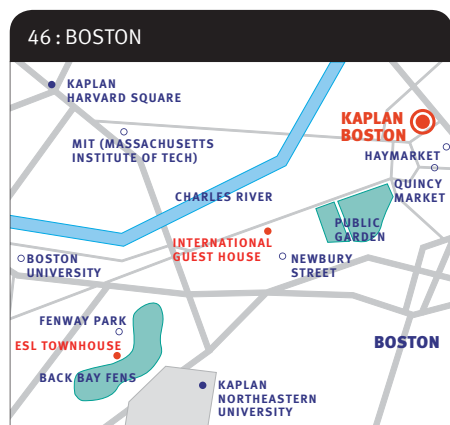 46: BOSTON
KAPLAN
HARVARD SQUARE
KAPLAN
BOSTON
MIT (MASSACHUSETTS
INSTITUTE OF TECH)
HAYMARKET
QUINCY
MARKET
CHARLES RIVER
PUBLIC
GARDEN
INTERNATIONAL
GUEST HOUSE
BOSTON
UNIVERSITY
NEWBURY
STREET
FENWAY PARK
ESL TOWNHOUSE
BOSTON
BACK BAY FENS
KAPLAN
NORTHEASTERN
UNIVERSITY